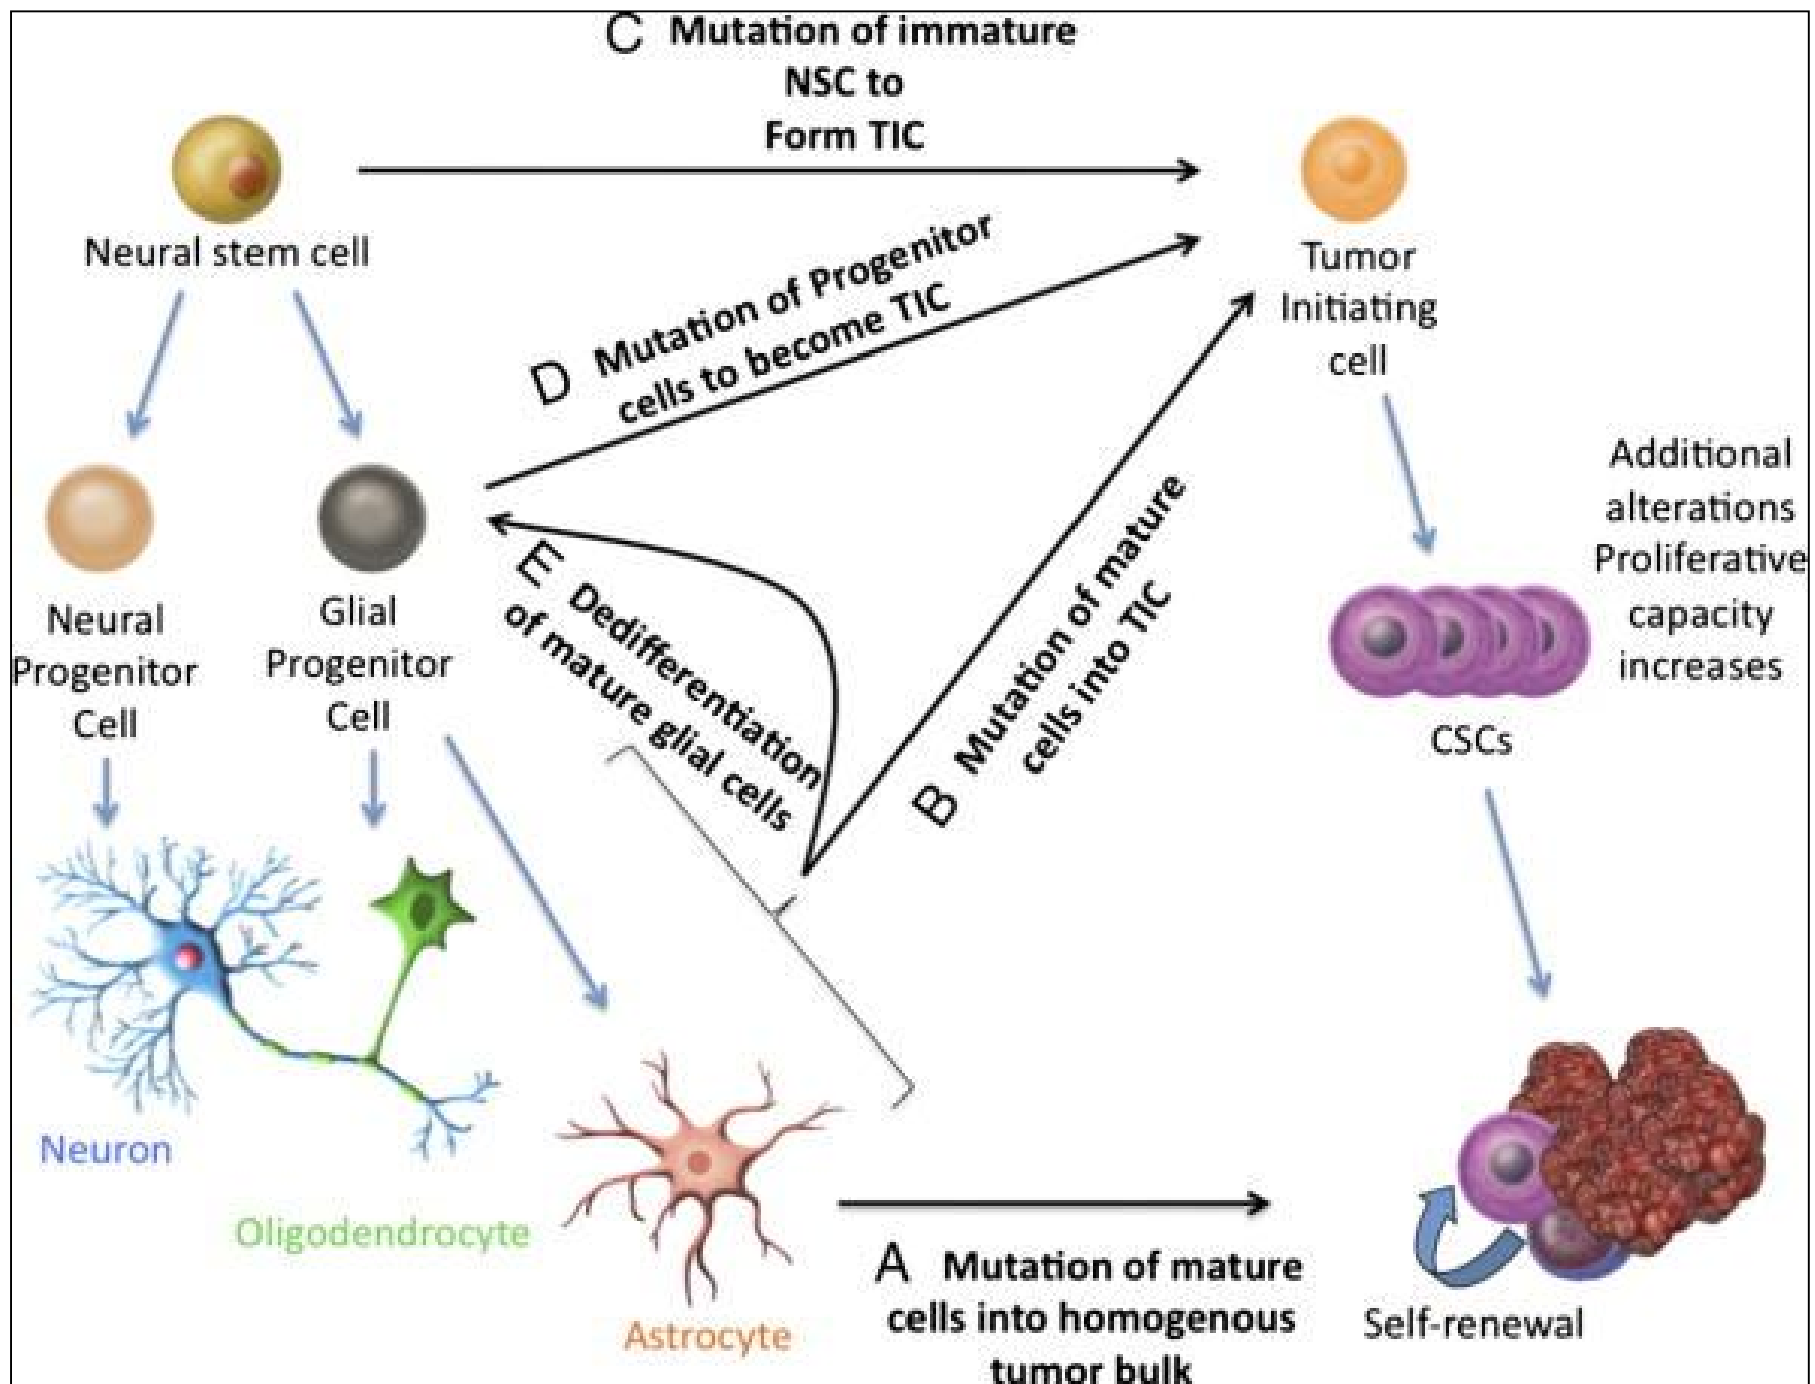 C Mutation of immature
NSC to
Form TIC
Neural stem cell
Tumor
Initiating
cell
D Mutation of Progenitor
cells to become TIC
Additional
alterations
Proliferative
capacity
increases
E Dedifferentiation
of mature glial cells
B Mutation of mature
cells into TIC
Neural
Progenitor
Cell
Glial
Progenitor
Cell
CSCs
Neuron
Oligodendrocyte
Astrocyte
A Mutation of mature
cells into homogenous
tumor bulk
Self-renewal